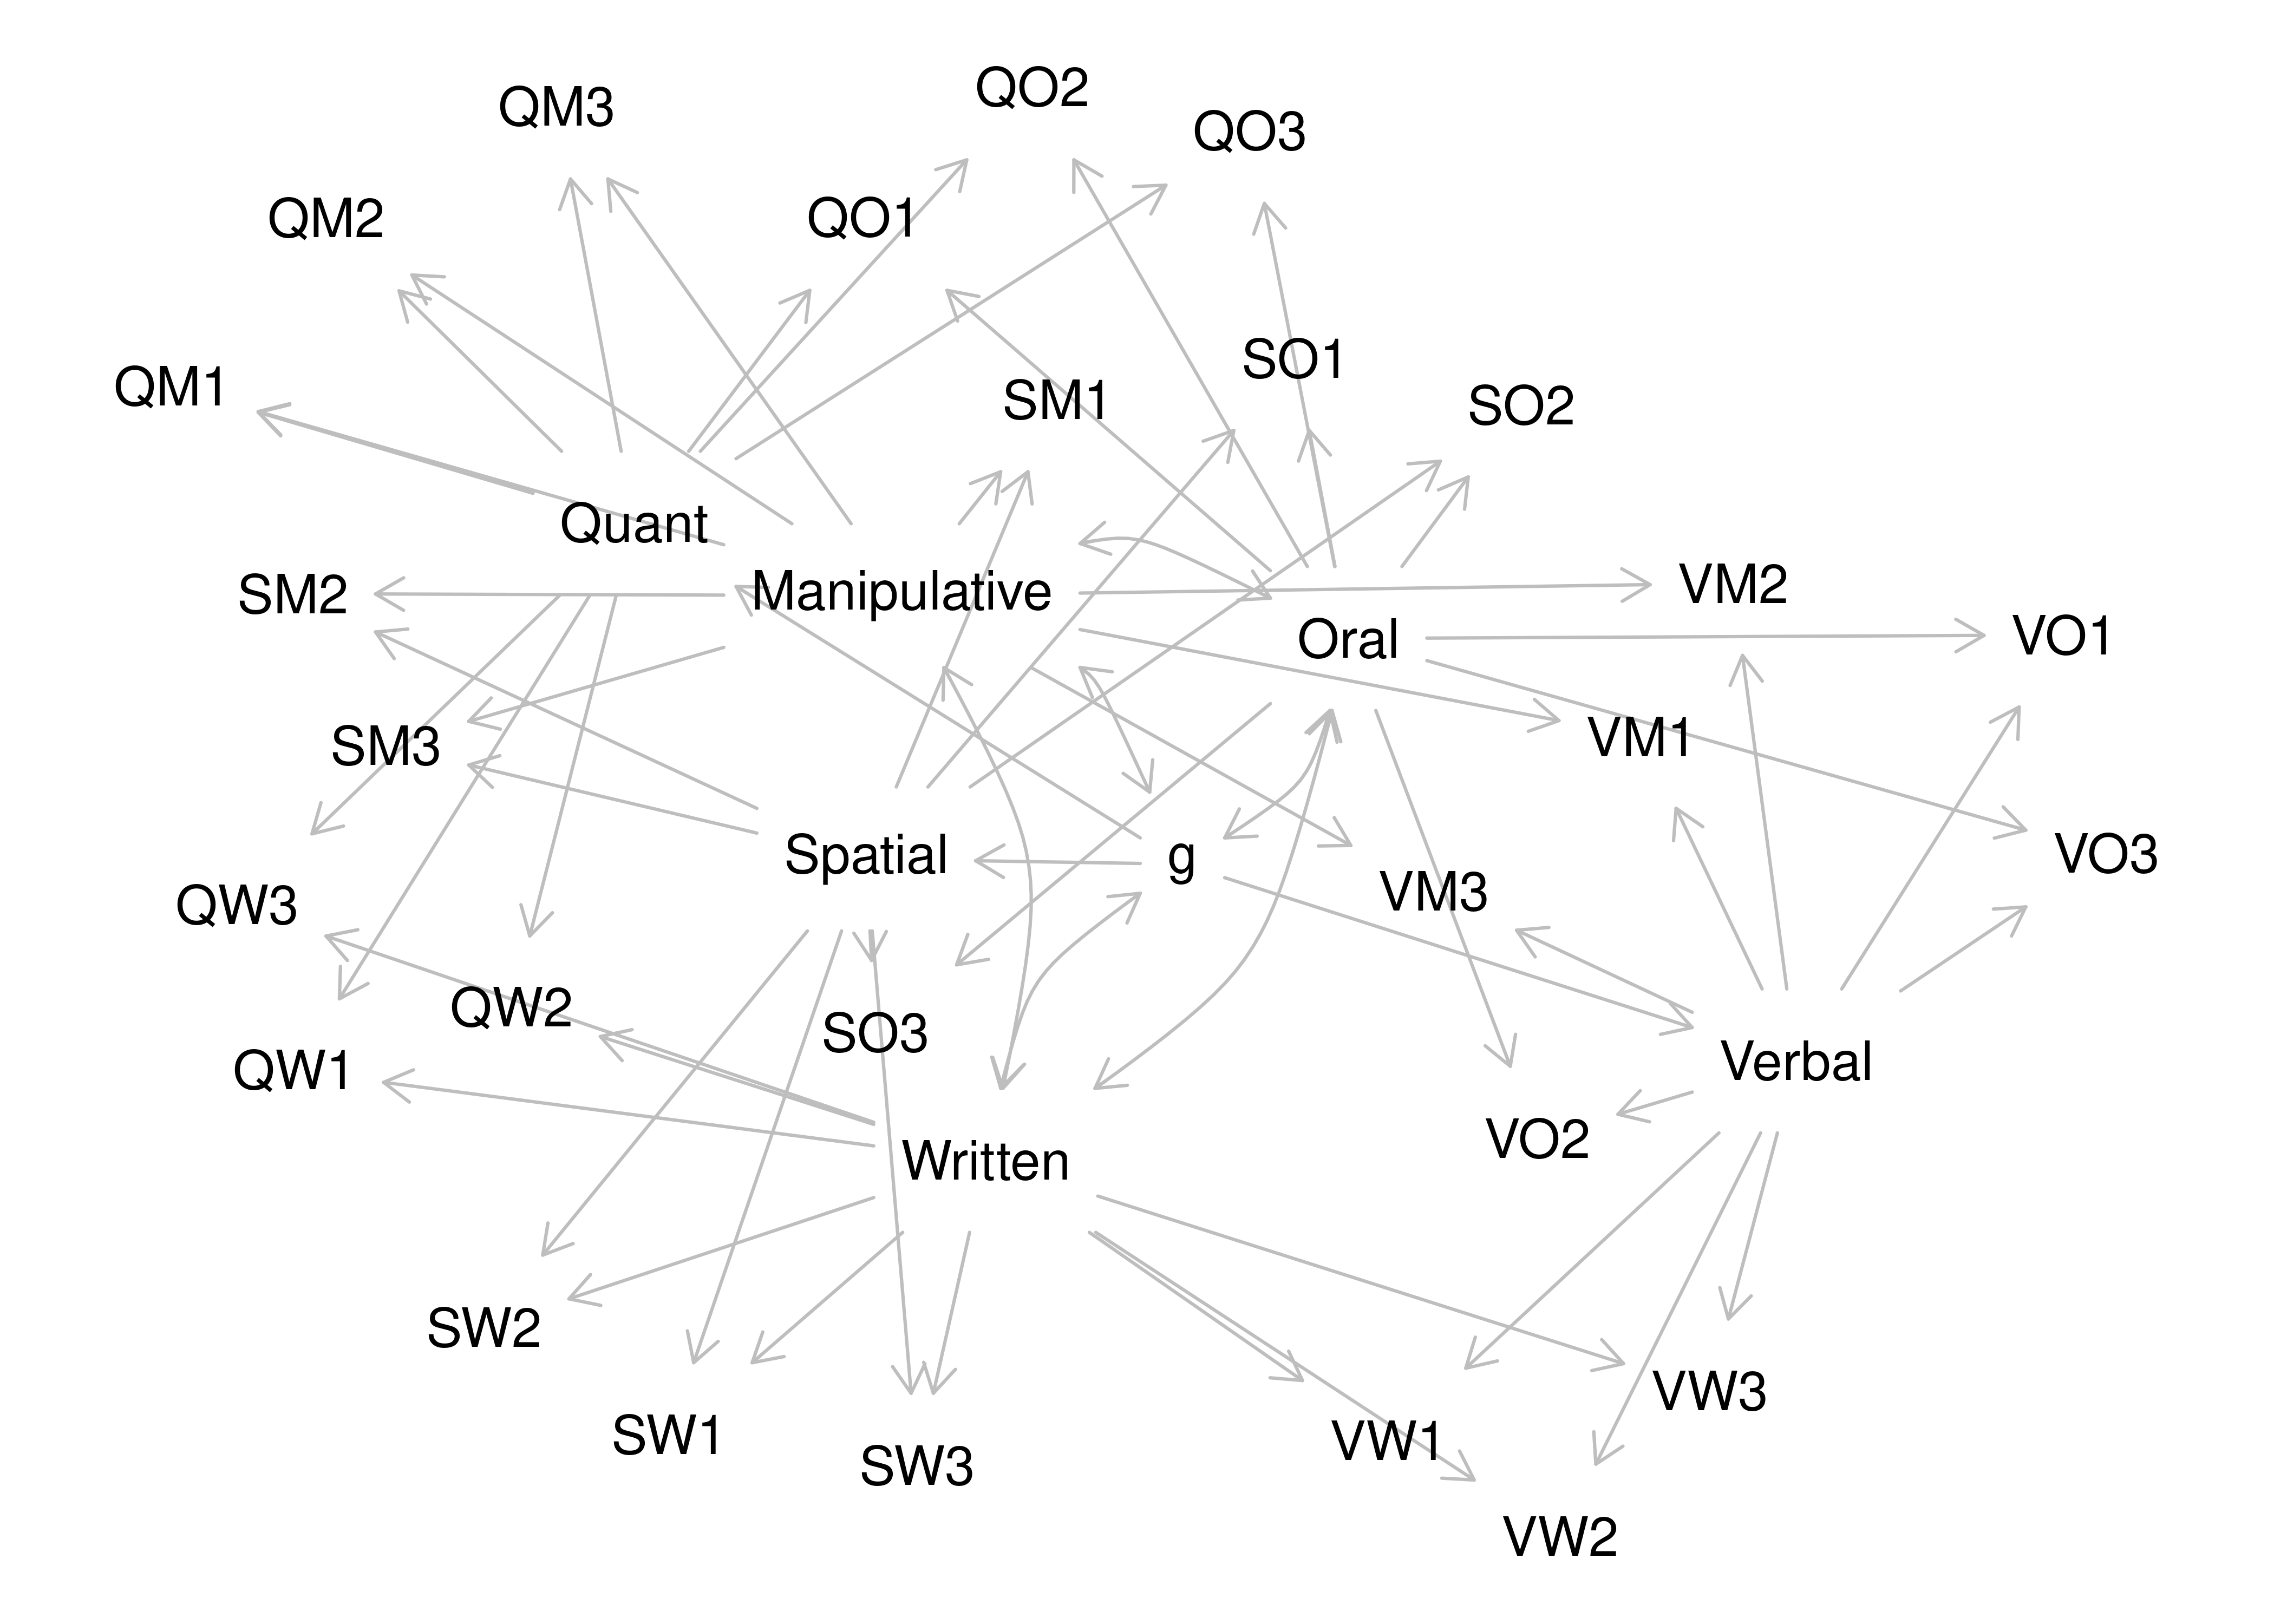 QO2
QM3
QO3
QM2
QO1
SO1
QM1
SM1
SO2
Quant
VM2
Manipulative
SM2
VO1
Oral
VM1
SM3
VO3
Spatial
g
VM3
QW3
QW2
SO3
Verbal
QW1
VO2
Written
SW2
VW3
SW1
VW1
SW3
VW2